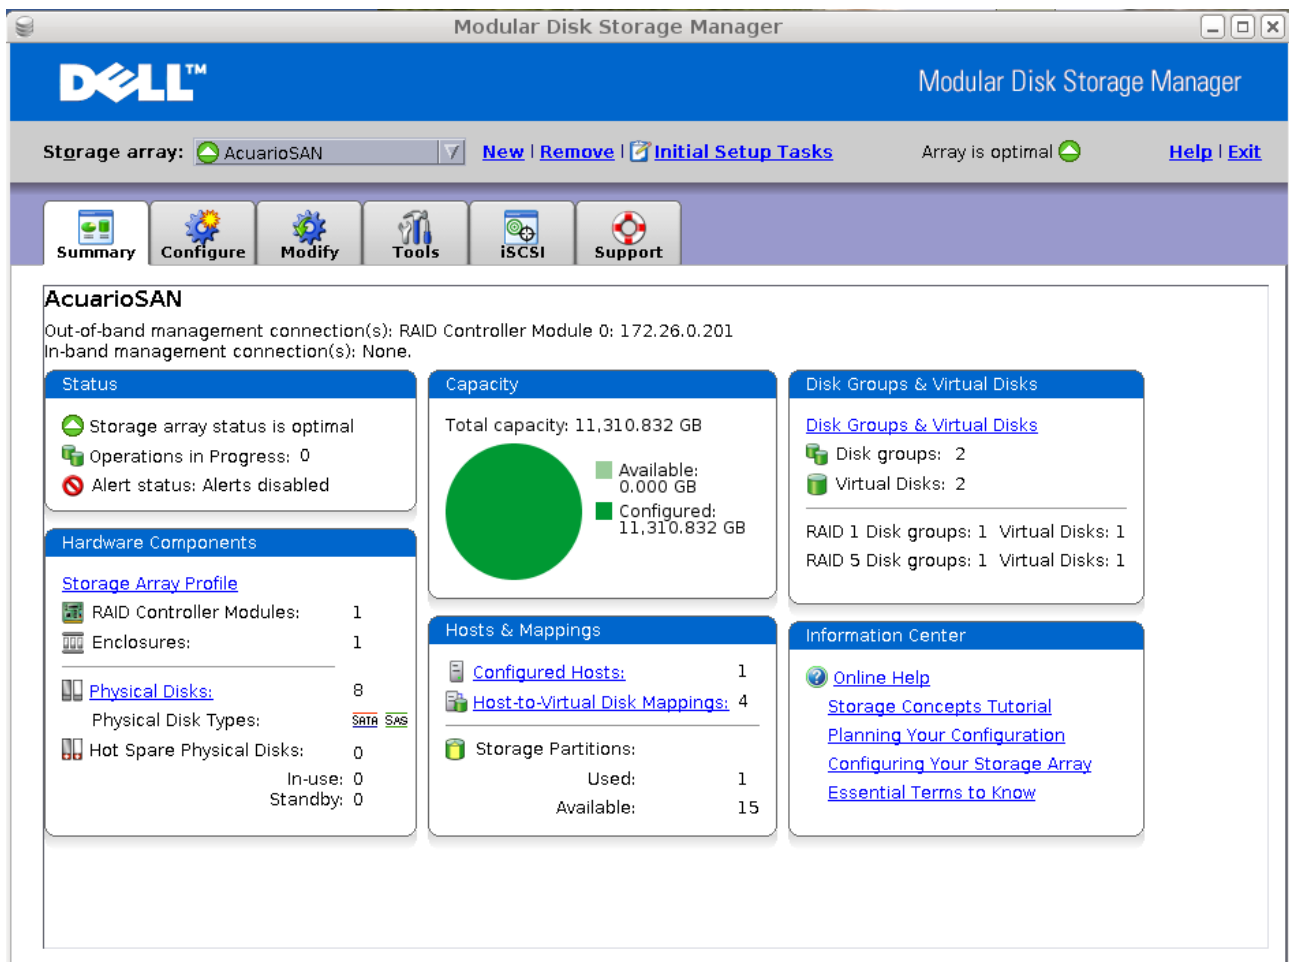 Modular Disk Storage Manager
DELL™
Modular Disk Storage Manager
Storage array: AcuarioSAN New | Remove | Initial Setup Tasks Array is optimal Help | Exit
Summary Configure Modify Tools iSCSI Support
AcuarioSAN
Out-of-band management connection(s): RAID Controller Module 0: 172.26.0.201
In-band management connection(s): None.
Status
Storage array status is optimal
Operations in Progress: 0
Alert status: Alerts disabled
Hardware Components
Storage Array Profile
RAID Controller Modules: 1
Enclosures: 1
Physical Disks: 8
Physical Disk Types: SATA SAS
Hot Spare Physical Disks: 0
In-use: 0
Standby: 0
Capacity
Total capacity: 11,310.832 GB
Available:
0.000 GB
Configured:
11,310.832 GB
Hosts & Mappings
Configured Hosts: 1
Host-to-Virtual Disk Mappings: 4
Storage Partitions:
Used: 1
Available: 15
Disk Groups & Virtual Disks
Disk Groups & Virtual Disks
Disk groups: 2
Virtual Disks: 2
RAID 1 Disk groups: 1 Virtual Disks: 1
RAID 5 Disk groups: 1 Virtual Disks: 1
Information Center
Online Help
Storage Concepts Tutorial
Planning Your Configuration
Configuring Your Storage Array
Essential Terms to Know